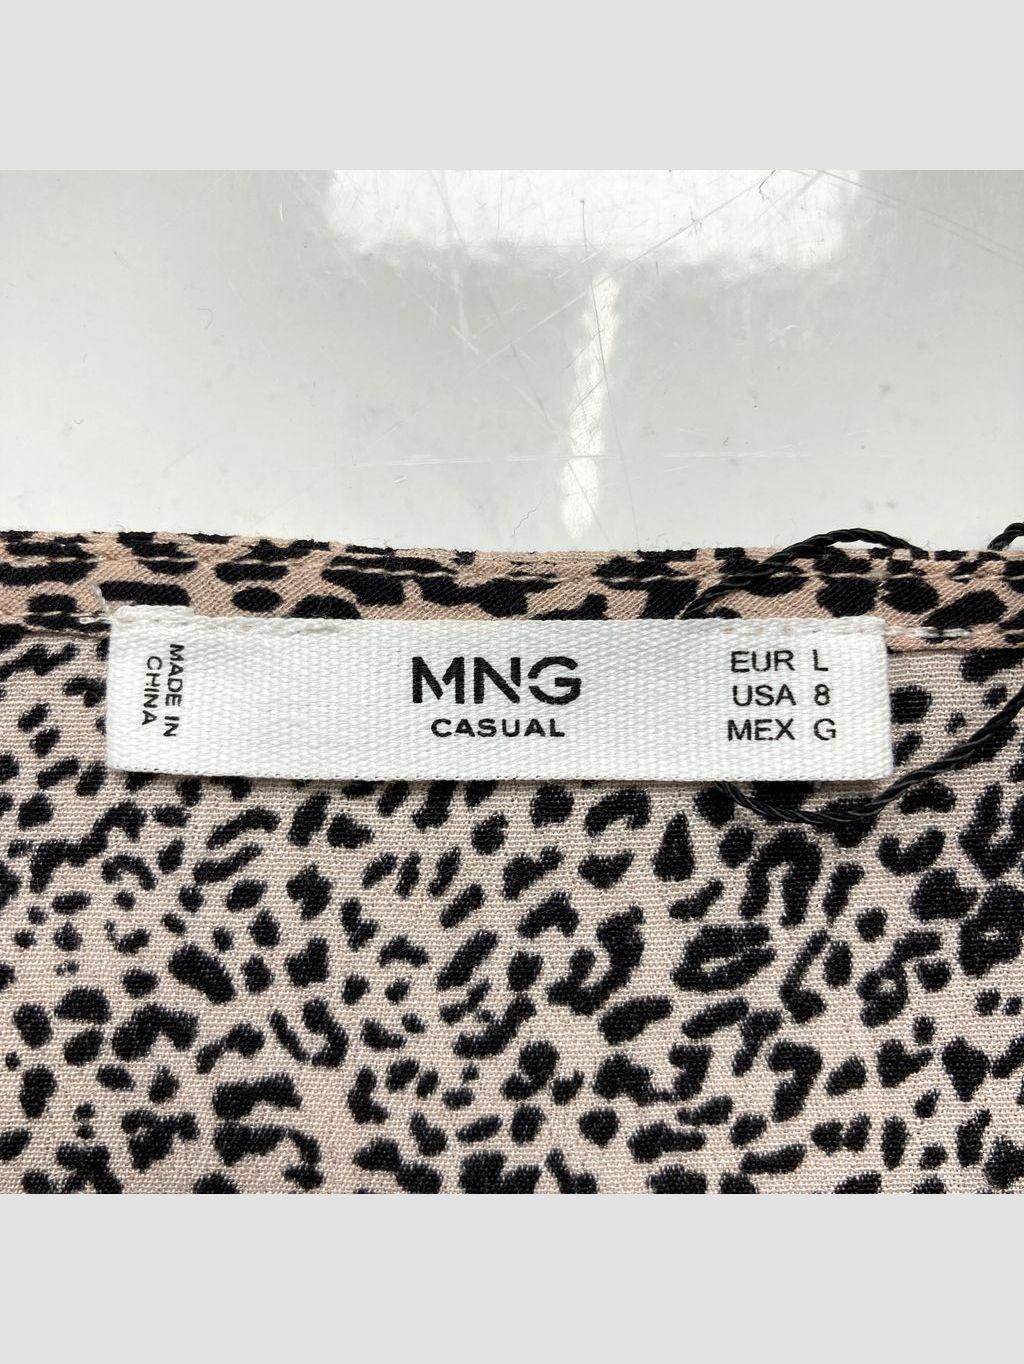 MADE IN
CHINA
MNG
CASUAL
EUR L
USA 8
MEX G